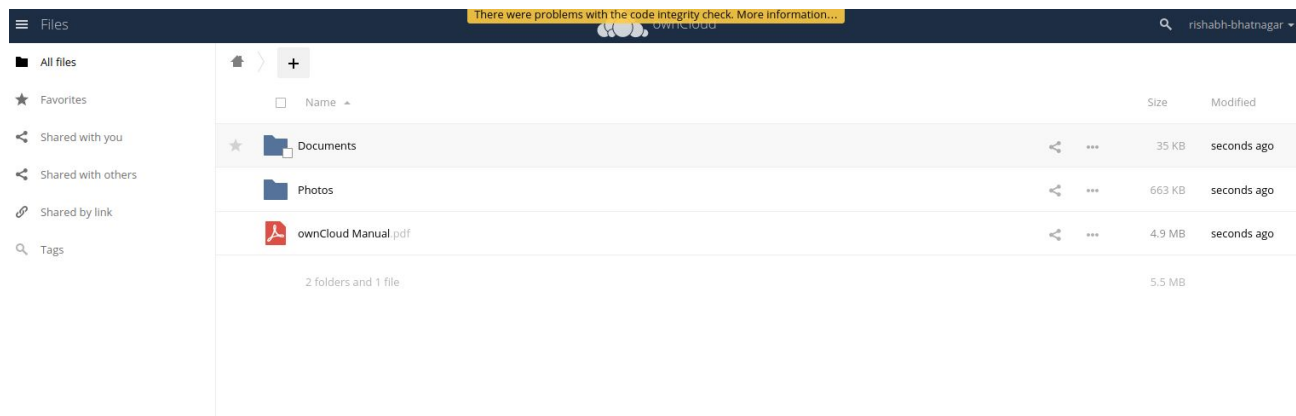 There were problems with the code integrity check. More information...
Files
ownCloud
rishabh-bhatnagar
All files
Favorites
Shared with you
Shared with others
Shared by link
Tags
+
Name
Size
Modified
Documents
35 KB
seconds ago
Photos
663 KB
seconds ago
ownCloud Manual.pdf
4.9 MB
seconds ago
2 folders and 1 file
5.5 MB